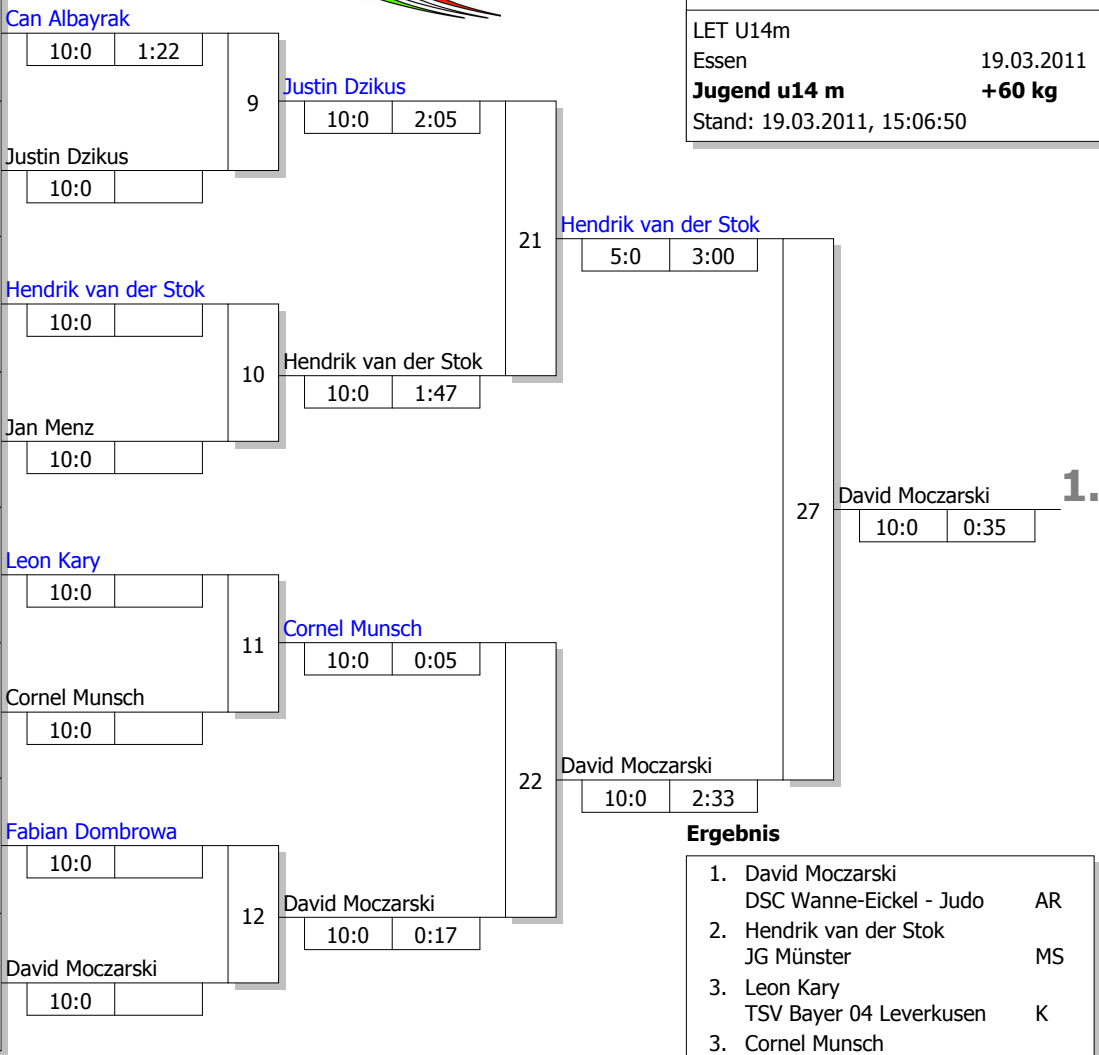 Can Albayrak
10:0 1:22
9
Justin Dzikus
10:0
Justin Dzikus
10:0 2:05
Hendrik van der Stok
10:0
10
Jan Menz
10:0
Hendrik van der Stok
10:0 1:47
21
Hendrik van der Stok
5:0 3:00
Leon Kary
10:0
11
Cornel Munsch
10:0
Cornel Munsch
10:0 0:05
Fabian Dombrowa
10:0
12
David Moczarski
10:0
David Moczarski
10:0 0:17
22
David Moczarski
10:0 2:33
27
David Moczarski 1.
10:0 0:35
LET U14m
Essen 19.03.2011
Jugend u14 m +60 kg
Stand: 19.03.2011, 15:06:50
Ergebnis
1. David Moczarski
DSC Wanne-Eickel - Judo AR
2. Hendrik van der Stok
JG Münster MS
3. Leon Kary
TSV Bayer 04 Leverkusen K
3. Cornel Munsch